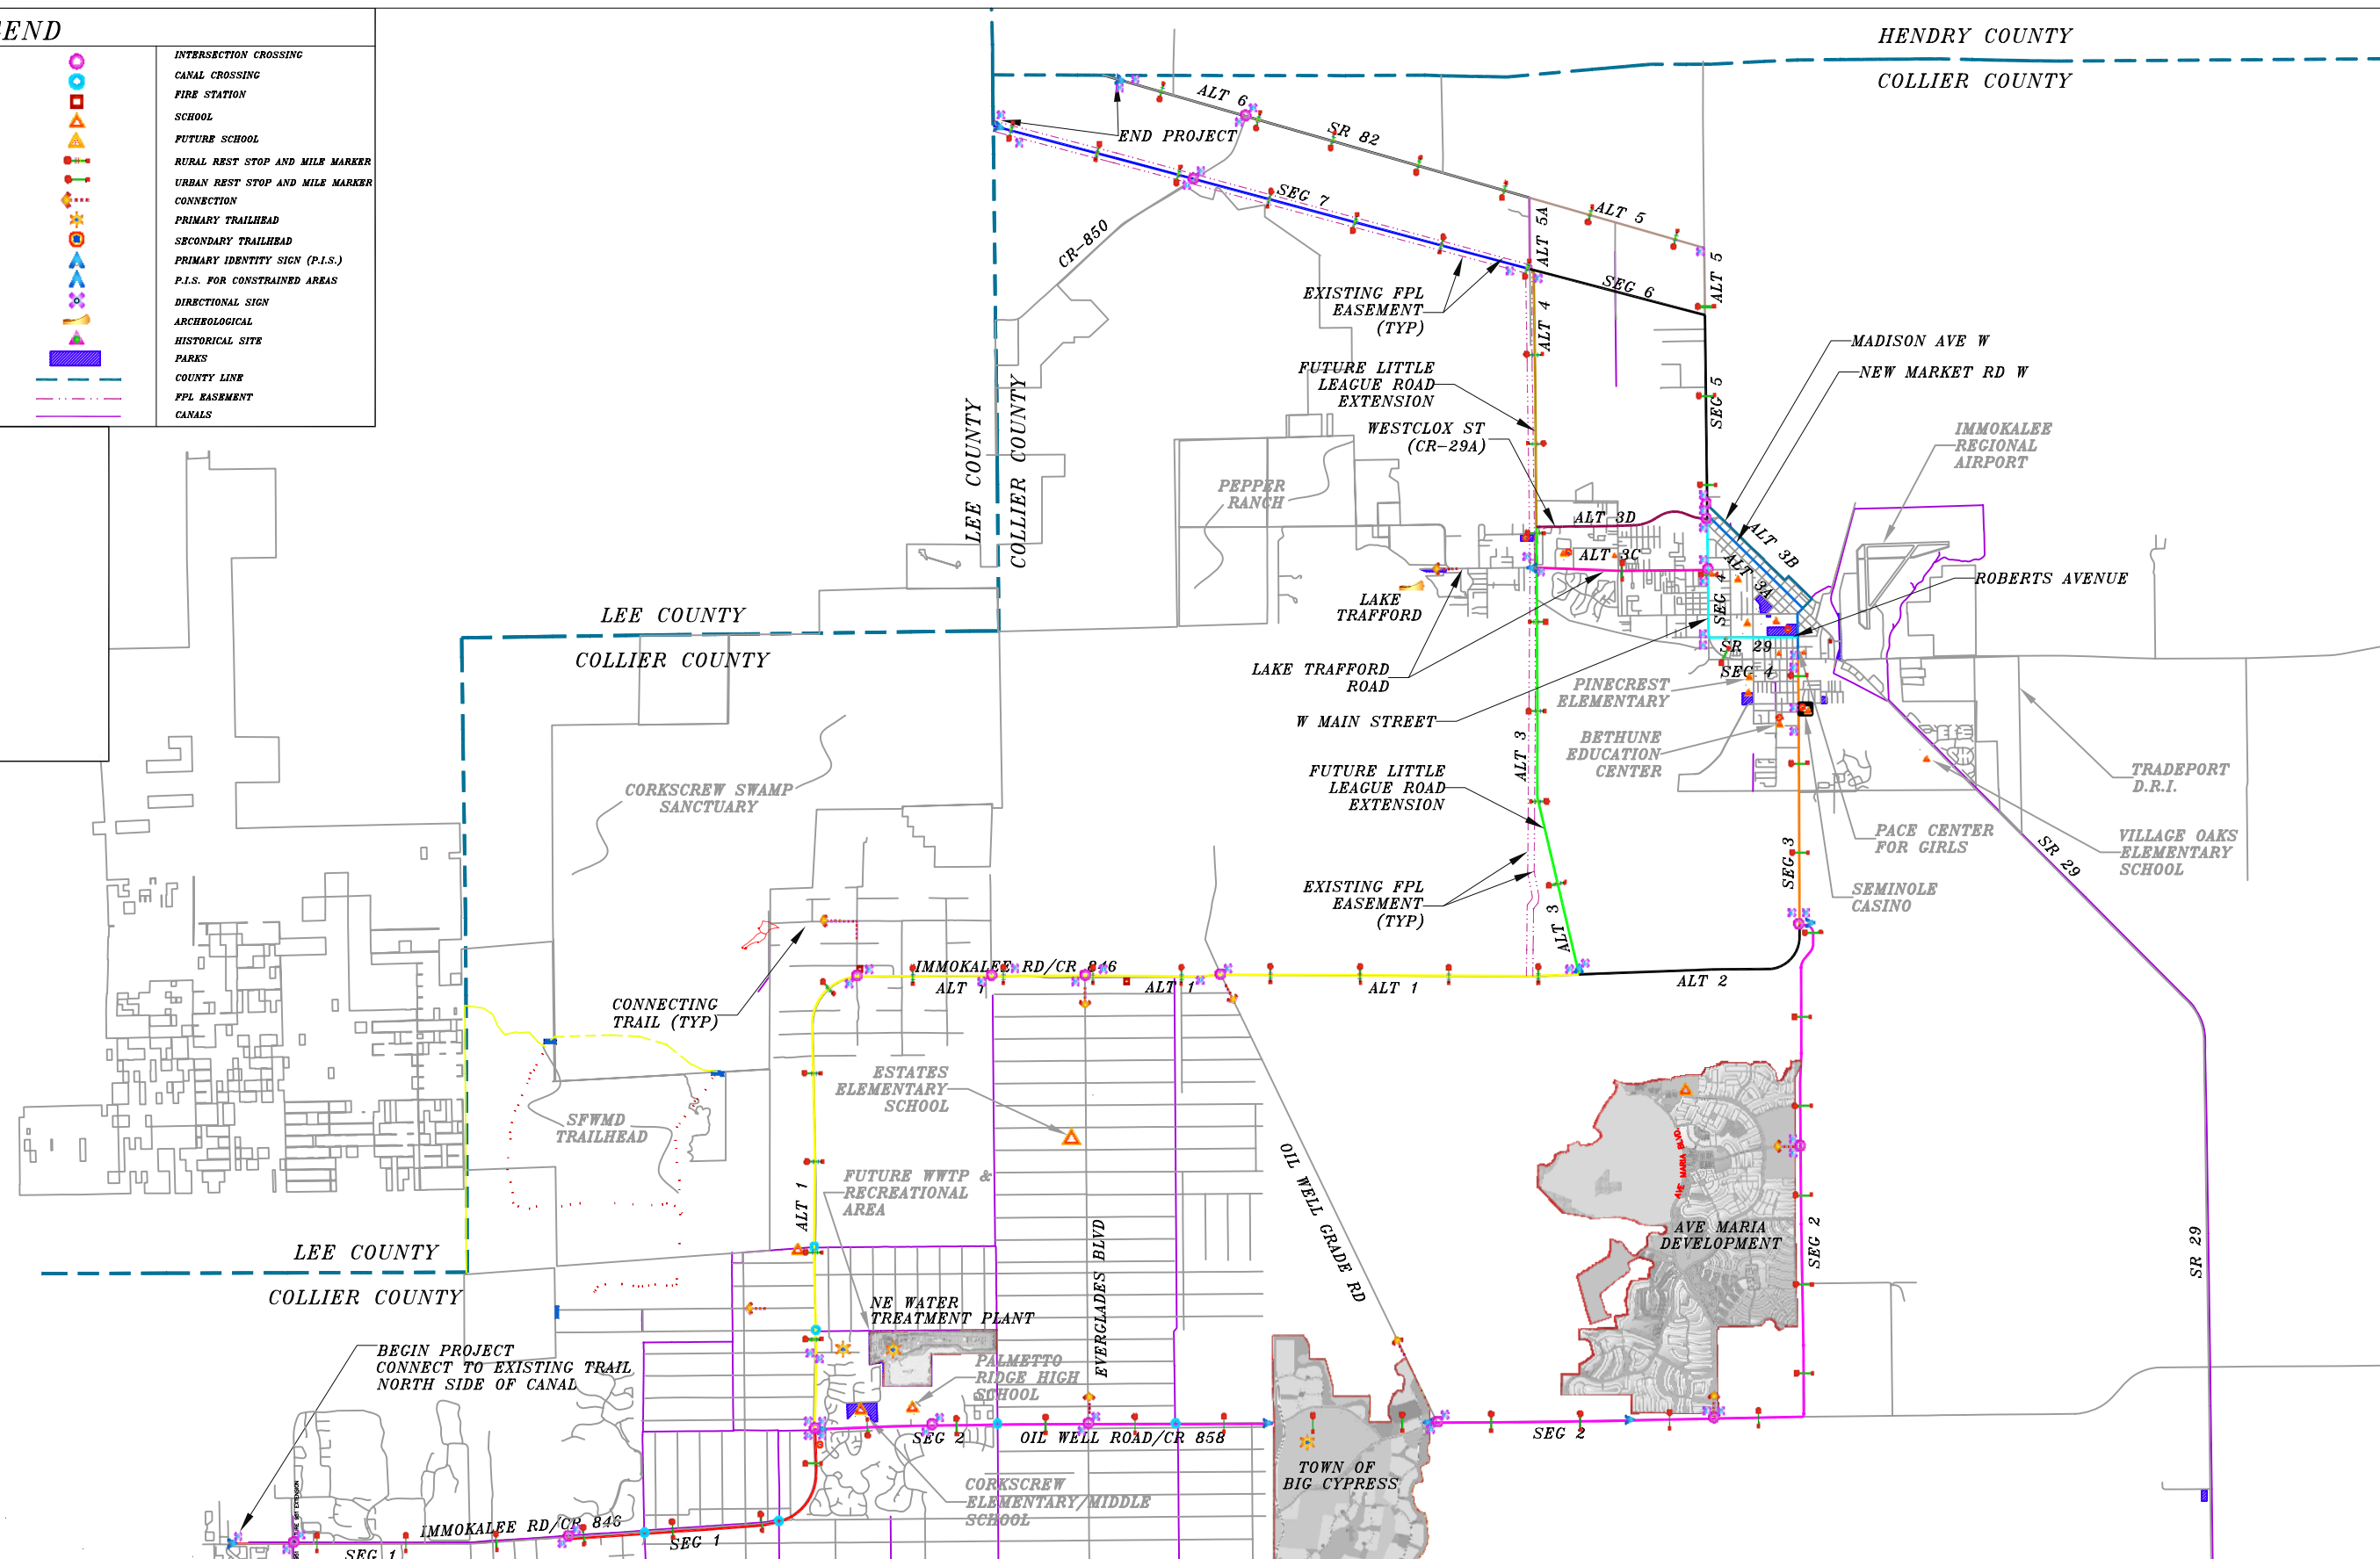 END
INTERSECTION CROSSING
CANAL CROSSING
FIRE STATION
SCHOOL
FUTURE SCHOOL
RURAL REST STOP AND MILE MARKER
URBAN REST STOP AND MILE MARKER
CONNECTION
PRIMARY TRAILHEAD
SECONDARY TRAILHEAD
PRIMARY IDENTITY SIGN (P.I.S.)
P.I.S. FOR CONSTRAINED AREAS
DIRECTIONAL SIGN
ARCHEOLOGICAL
HISTORICAL SITE
PARKS
COUNTY LINE
FPL EASEMENT
CANALS
HENDRY COUNTY
COLLIER COUNTY
ALT 6
SR 82
END PROJECT
SEG 7
ALT 5
ALT 5A
CR-850
ALT 5
SEG 6
EXISTING FPL
EASEMENT
(TYP)
ALT 4
MADISON AVE W
NEW MARKET RD W
FUTURE LITTLE
LEAGUE ROAD
EXTENSION
SEG 5
WESTCLOX ST
(CR-29A)
IMMOKALEE
REGIONAL
AIRPORT
LEE COUNTY
COLLIER COUNTY
PEPPER
RANCH
ALT 3D
ALT 3B
ALT 3C
ALT 3A
ROBERTS AVENUE
SEG 4
LAKE
TRAFFORD
LEE COUNTY
COLLIER COUNTY
SR 29
SEG 4
LAKE TRAFFORD
ROAD
PINECREST
ELEMENTARY
W MAIN STREET
BETHUNE
EDUCATION
CENTER
ALT 3
FUTURE LITTLE
LEAGUE ROAD
EXTENSION
TRADEPORT
D.R.I.
CORKSCREW SWAMP
SANCTUARY
PACE CENTER
FOR GIRLS
VILLAGE OAKS
ELEMENTARY
SCHOOL
SR 29
SEG 3
EXISTING FPL
EASEMENT
(TYP)
SEMINOLE
CASINO
ALT 3
IMMOKALEE RD/CR 846
ALT 1
ALT 1
ALT 1
ALT 2
CONNECTING
TRAIL (TYP)
ESTATES
ELEMENTARY
SCHOOL
SFWMD
TRAILHEAD
OIL WELL GRADE RD
AVE MARIA BLVD.
FUTURE WWTP &
RECREATIONAL
AREA
ALT 1
AVE MARIA
DEVELOPMENT
SEG 2
SR 29
EVERGLADES BLVD
LEE COUNTY
COLLIER COUNTY
NE WATER
TREATMENT PLANT
BEGIN PROJECT
CONNECT TO EXISTING TRAIL
NORTH SIDE OF CANAL
PALMETTO
RIDGE HIGH
SCHOOL
SEG 2
OIL WELL ROAD/CR 858
SEG 2
TOWN OF
BIG CYPRESS
CORKSCREW
ELEMENTARY/MIDDLE
SCHOOL
IMMOKALEE RD/CR 846
SEG 1
SEG 1